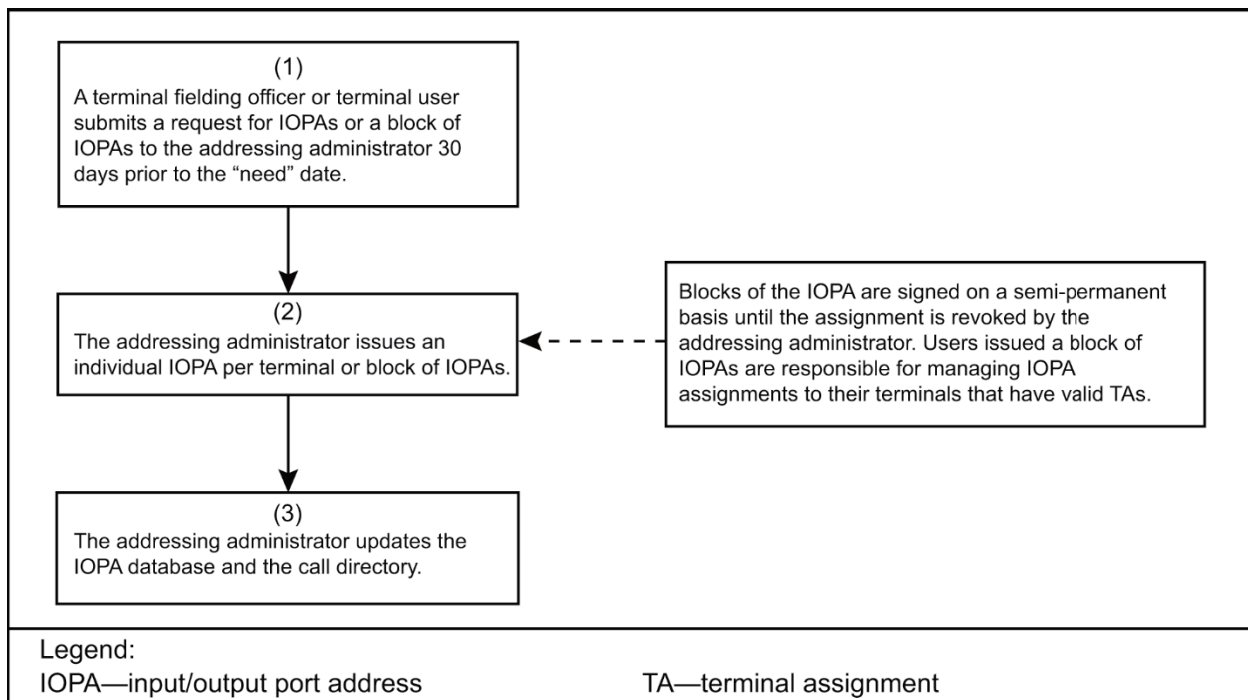 (1)
A terminal fielding officer or terminal user
submits a request for IOPAs or a block of
IOPAs to the addressing administrator 30
days prior to the “need” date.
(2)
The addressing administrator issues an
individual IOPA per terminal or block of IOPAs.
Blocks of the IOPA are signed on a semi-permanent
basis until the assignment is revoked by the
addressing administrator. Users issued a block of
IOPAs are responsible for managing IOPA
assignments to their terminals that have valid TAs.
(3)
The addressing administrator updates the
IOPA database and the call directory.
Legend:
IOPA—input/output port address
TA—terminal assignment